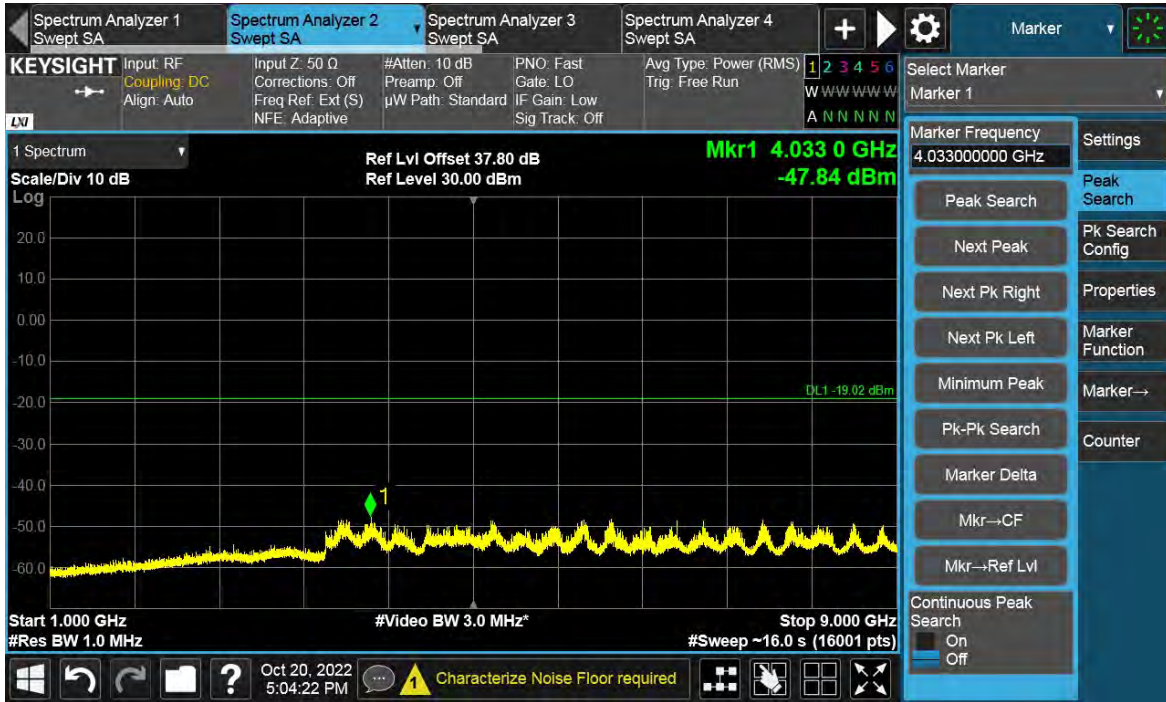 Spectrum Analyzer 1
Swept SA
Spectrum Analyzer 2
Swept SA
Spectrum Analyzer 3
Swept SA
Spectrum Analyzer 4
Swept SA
+
Marker
KEYSIGHT
LXI
Input: RF
Coupling: DC
Align: Auto
Input Z: 50 Ω
Corrections: Off
Freq Ref: Ext (S)
NFE: Adaptive
#Atten: 10 dB
Preamp: Off
µW Path: Standard
PNO: Fast
Gate: LO
IF Gain: Low
Sig Track: Off
Avg Type: Power (RMS)
Trig: Free Run
1 2 3 4 5 6
W W W W W W
A N N N N N
Select Marker
Marker 1
1 Spectrum
Scale/Div 10 dB
Ref Lvl Offset 37.80 dB
Ref Level 30.00 dBm
Mkr1 4.033 0 GHz
-47.84 dBm
Log
20.0
10.0
0.00
-10.0
-20.0
-30.0
-40.0
-50.0
-60.0
DL1 -19.02 dBm
1
Start 1.000 GHz
#Res BW 1.0 MHz
#Video BW 3.0 MHz*
Stop 9.000 GHz
#Sweep ~16.0 s (16001 pts)
Marker Frequency
4.033000000 GHz
Peak Search
Next Peak
Next Pk Right
Next Pk Left
Minimum Peak
Pk-Pk Search
Marker Delta
Mkr→CF
Mkr→Ref Lvl
Continuous Peak
Search
On
Off
Settings
Peak
Search
Pk Search
Config
Properties
Marker
Function
Marker→
Counter
?
Oct 20, 2022
5:04:22 PM
1
Characterize Noise Floor required